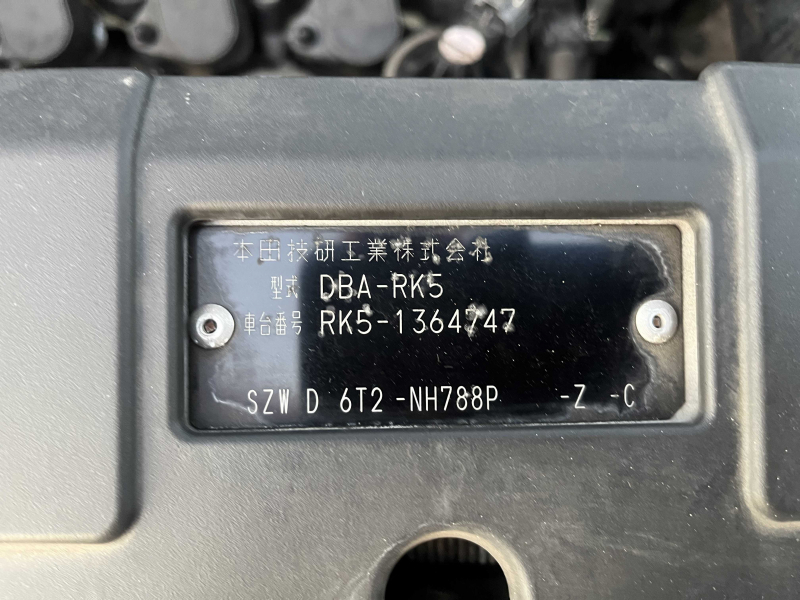 本田技研工業株式会社
型式 DBA-RK5
車台番号 RK5-1364747
SZW D 6T2 -NH788P -Z -C